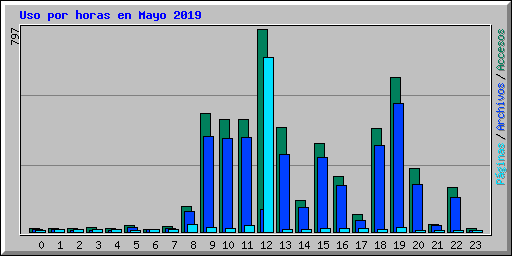 Uso por horas en Mayo 2019
797
Páginas / Archivos / Accesos
0 1 2 3 4 5 6 7 8 9 10 11 12 13 14 15 16 17 18 19 20 21 22 23